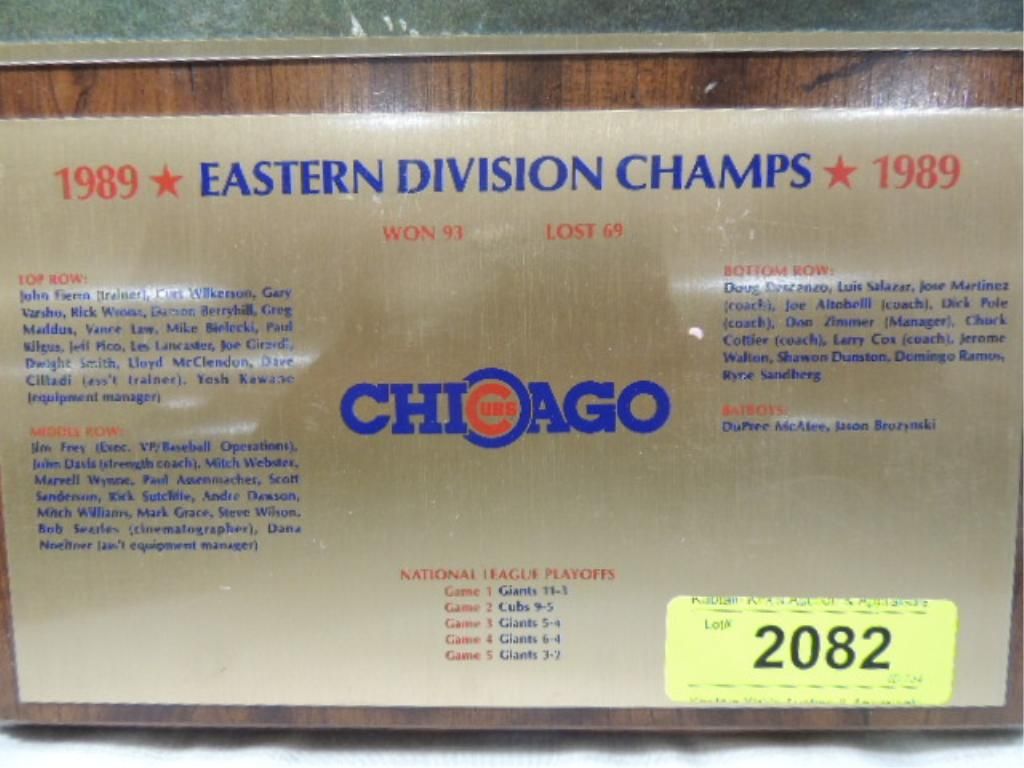 1989 ★ EASTERN DIVISION CHAMPS ★ 1989
WON 93 LOST 69
TOP ROW:
John Fierro (trainer), Curt Wilkerson, Gary
Varsho, Rick Wrona, Damon Berryhill, Greg
Maddux, Vance Law, Mike Bielecki, Paul
Kilgus, Jeff Pico, Les Lancaster, Joe Girardi,
Dwight Smith, Lloyd McClendon, Dave
Cilladi (ass't trainer), Yosh Kawano
(equipment manager)
MIDDLE ROW:
Jim Frey (Exec. VP/Baseball Operations),
John Davis (strength coach), Mitch Webster,
Marvell Wynne, Paul Assenmacher, Scott
Sanderson, Rick Sutcliffe, Andre Dawson,
Mitch Williams, Mark Grace, Steve Wilson,
Bob Searles (cinematographer), Dana
Noeltner (ass't equipment manager)
BOTTOM ROW:
Doug Dascenzo, Luis Salazar, Jose Martinez
(coach), Joe Altobelli (coach), Dick Pole
(coach), Don Zimmer (Manager), Chuck
Cottier (coach), Larry Cox (coach), Jerome
Walton, Shawon Dunston, Domingo Ramos,
Ryne Sandberg
BATBOYS:
DuPree McAfee, Jason Brozynski
CHICAGO
CUBS
NATIONAL LEAGUE PLAYOFFS
Game 1 Giants 11-3
Game 2 Cubs 9-5
Game 3 Giants 5-4
Game 4 Giants 6-4
Game 5 Giants 3-2
Lot#
2082